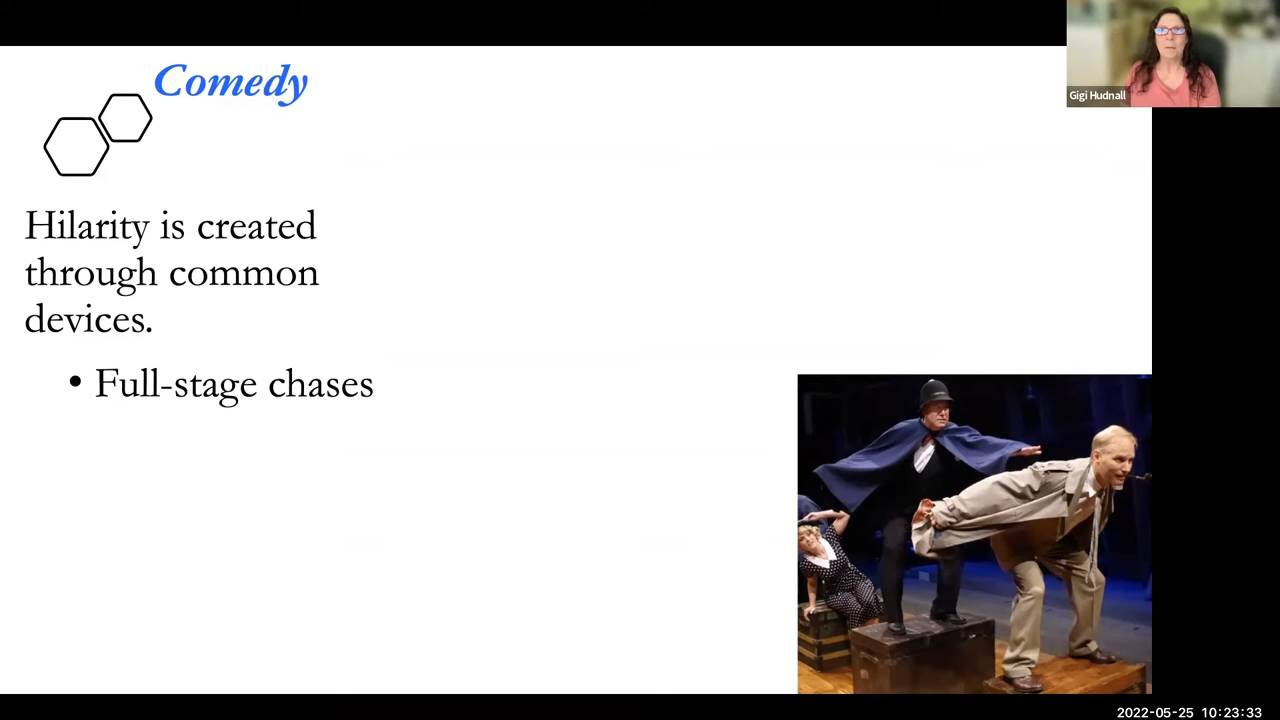 Comedy
Gigi Hudnall
Hilarity is created
through common
devices.
• Full-stage chases
2022-05-25 10:23:33